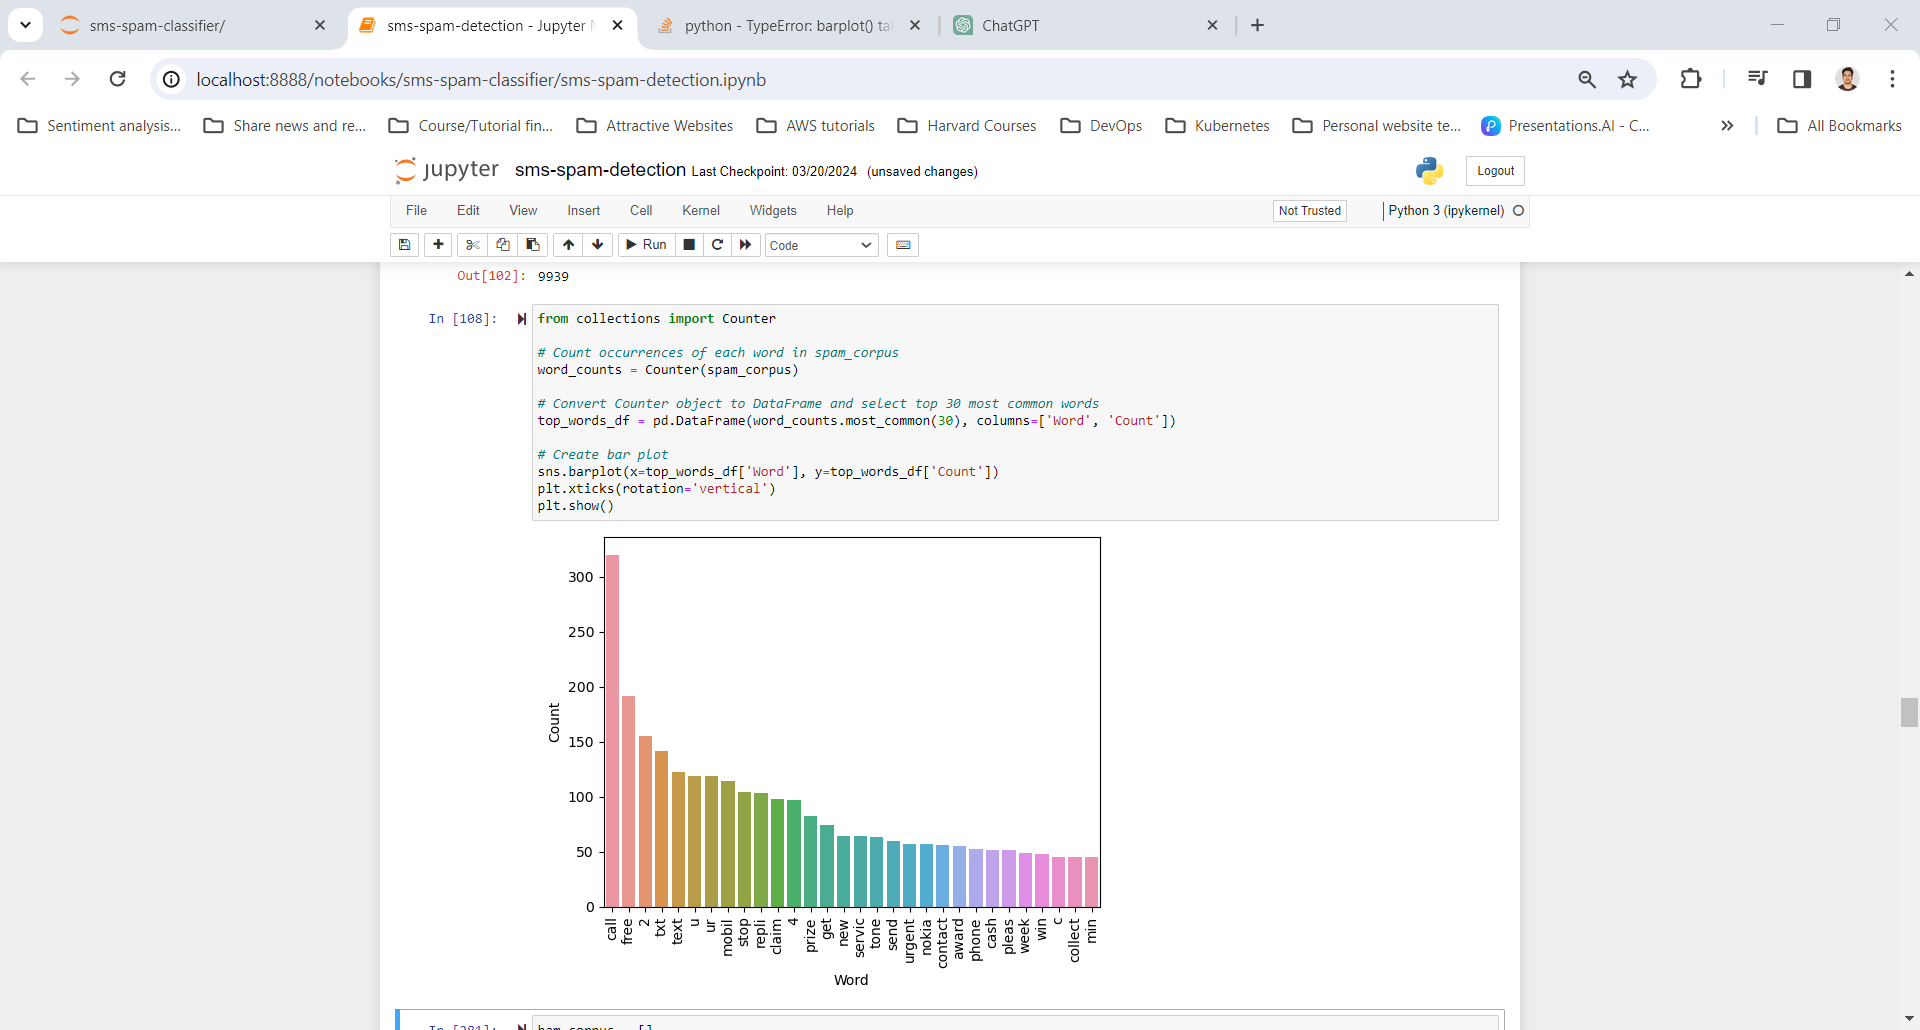 sms-spam-classifier/
sms-spam-detection - Jupyter N
python - TypeError: barplot() ta
ChatGPT
localhost:8888/notebooks/sms-spam-classifier/sms-spam-detection.ipynb
Sentiment analysis...
Share news and re...
Course/Tutorial fin...
Attractive Websites
AWS tutorials
Harvard Courses
DevOps
Kubernetes
Personal website te...
Presentations.AI - C...
All Bookmarks
jupyter
sms-spam-detection Last Checkpoint: 03/20/2024 (unsaved changes)
Logout
File
Edit
View
Insert
Cell
Kernel
Widgets
Help
Not Trusted
Python 3 (ipykernel)
Run
Code
Out[102]: 9939
In [108]:
from collections import Counter
# Count occurrences of each word in spam_corpus
word_counts = Counter(spam_corpus)
# Convert Counter object to DataFrame and select top 30 most common words
top_words_df = pd.DataFrame(word_counts.most_common(30), columns=['Word', 'Count'])
# Create bar plot
sns.barplot(x=top_words_df['Word'], y=top_words_df['Count'])
plt.xticks(rotation='vertical')
plt.show()
300
250
200
150
100
50
0
Count
call
free
2
txt
text
u
ur
mobil
stop
repli
claim
4
prize
get
new
servic
tone
send
urgent
nokia
contact
award
phone
cash
pleas
week
win
c
collect
min
Word
In [281]:
ham_corpus = []